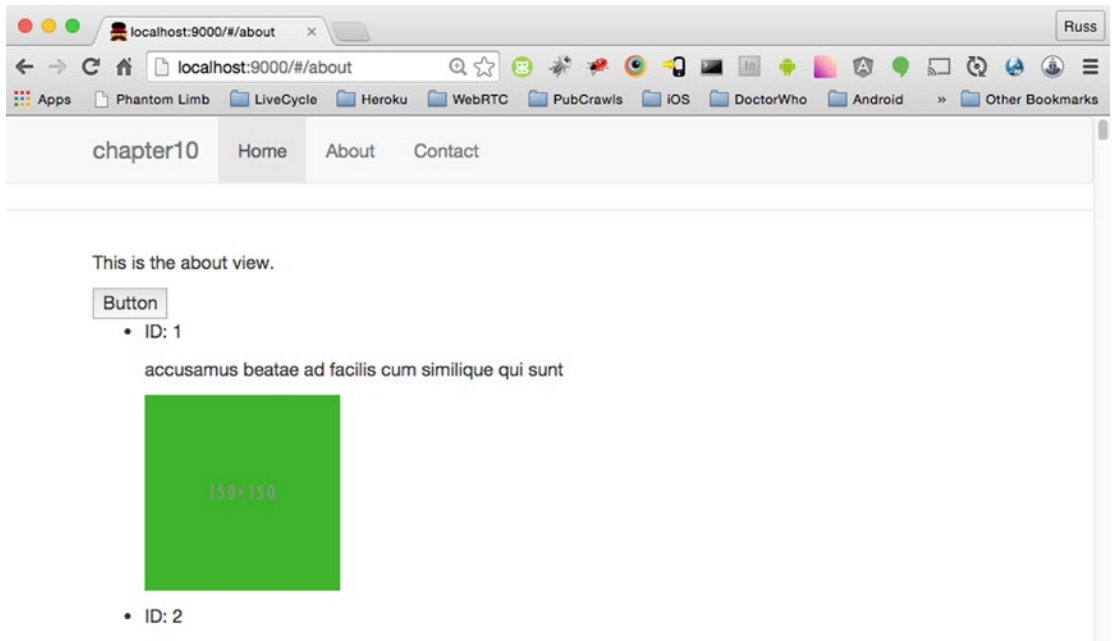 localhost:9000/#/about
Russ
localhost:9000/#/about
Apps Phantom Limb LiveCycle Heroku WebRTC PubCrawls iOS DoctorWho Android » Other Bookmarks
chapter10 Home About Contact
This is the about view.
Button
• ID: 1
accusamus beatae ad facilis cum similique qui sunt
150×150
• ID: 2